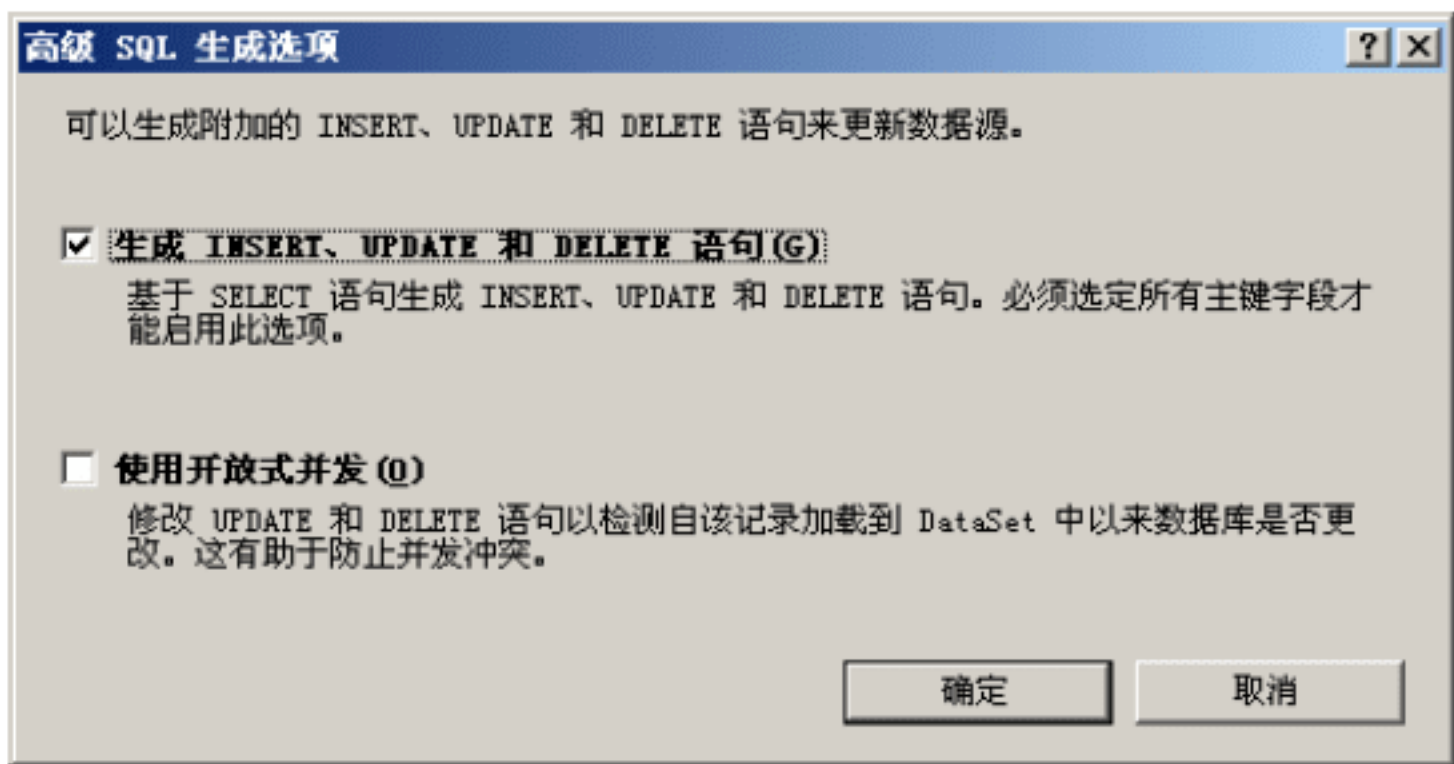 高级 SQL 生成选项
可以生成附加的 INSERT、UPDATE 和 DELETE 语句来更新数据源。
生成 INSERT、UPDATE 和 DELETE 语句(G)
基于 SELECT 语句生成 INSERT、UPDATE 和 DELETE 语句。必须选定所有主键字段才
能启用此选项。
使用开放式并发(O)
修改 UPDATE 和 DELETE 语句以检测自该记录加载到 DataSet 中以来数据库是否更
改。这有助于防止并发冲突。
确定 取消